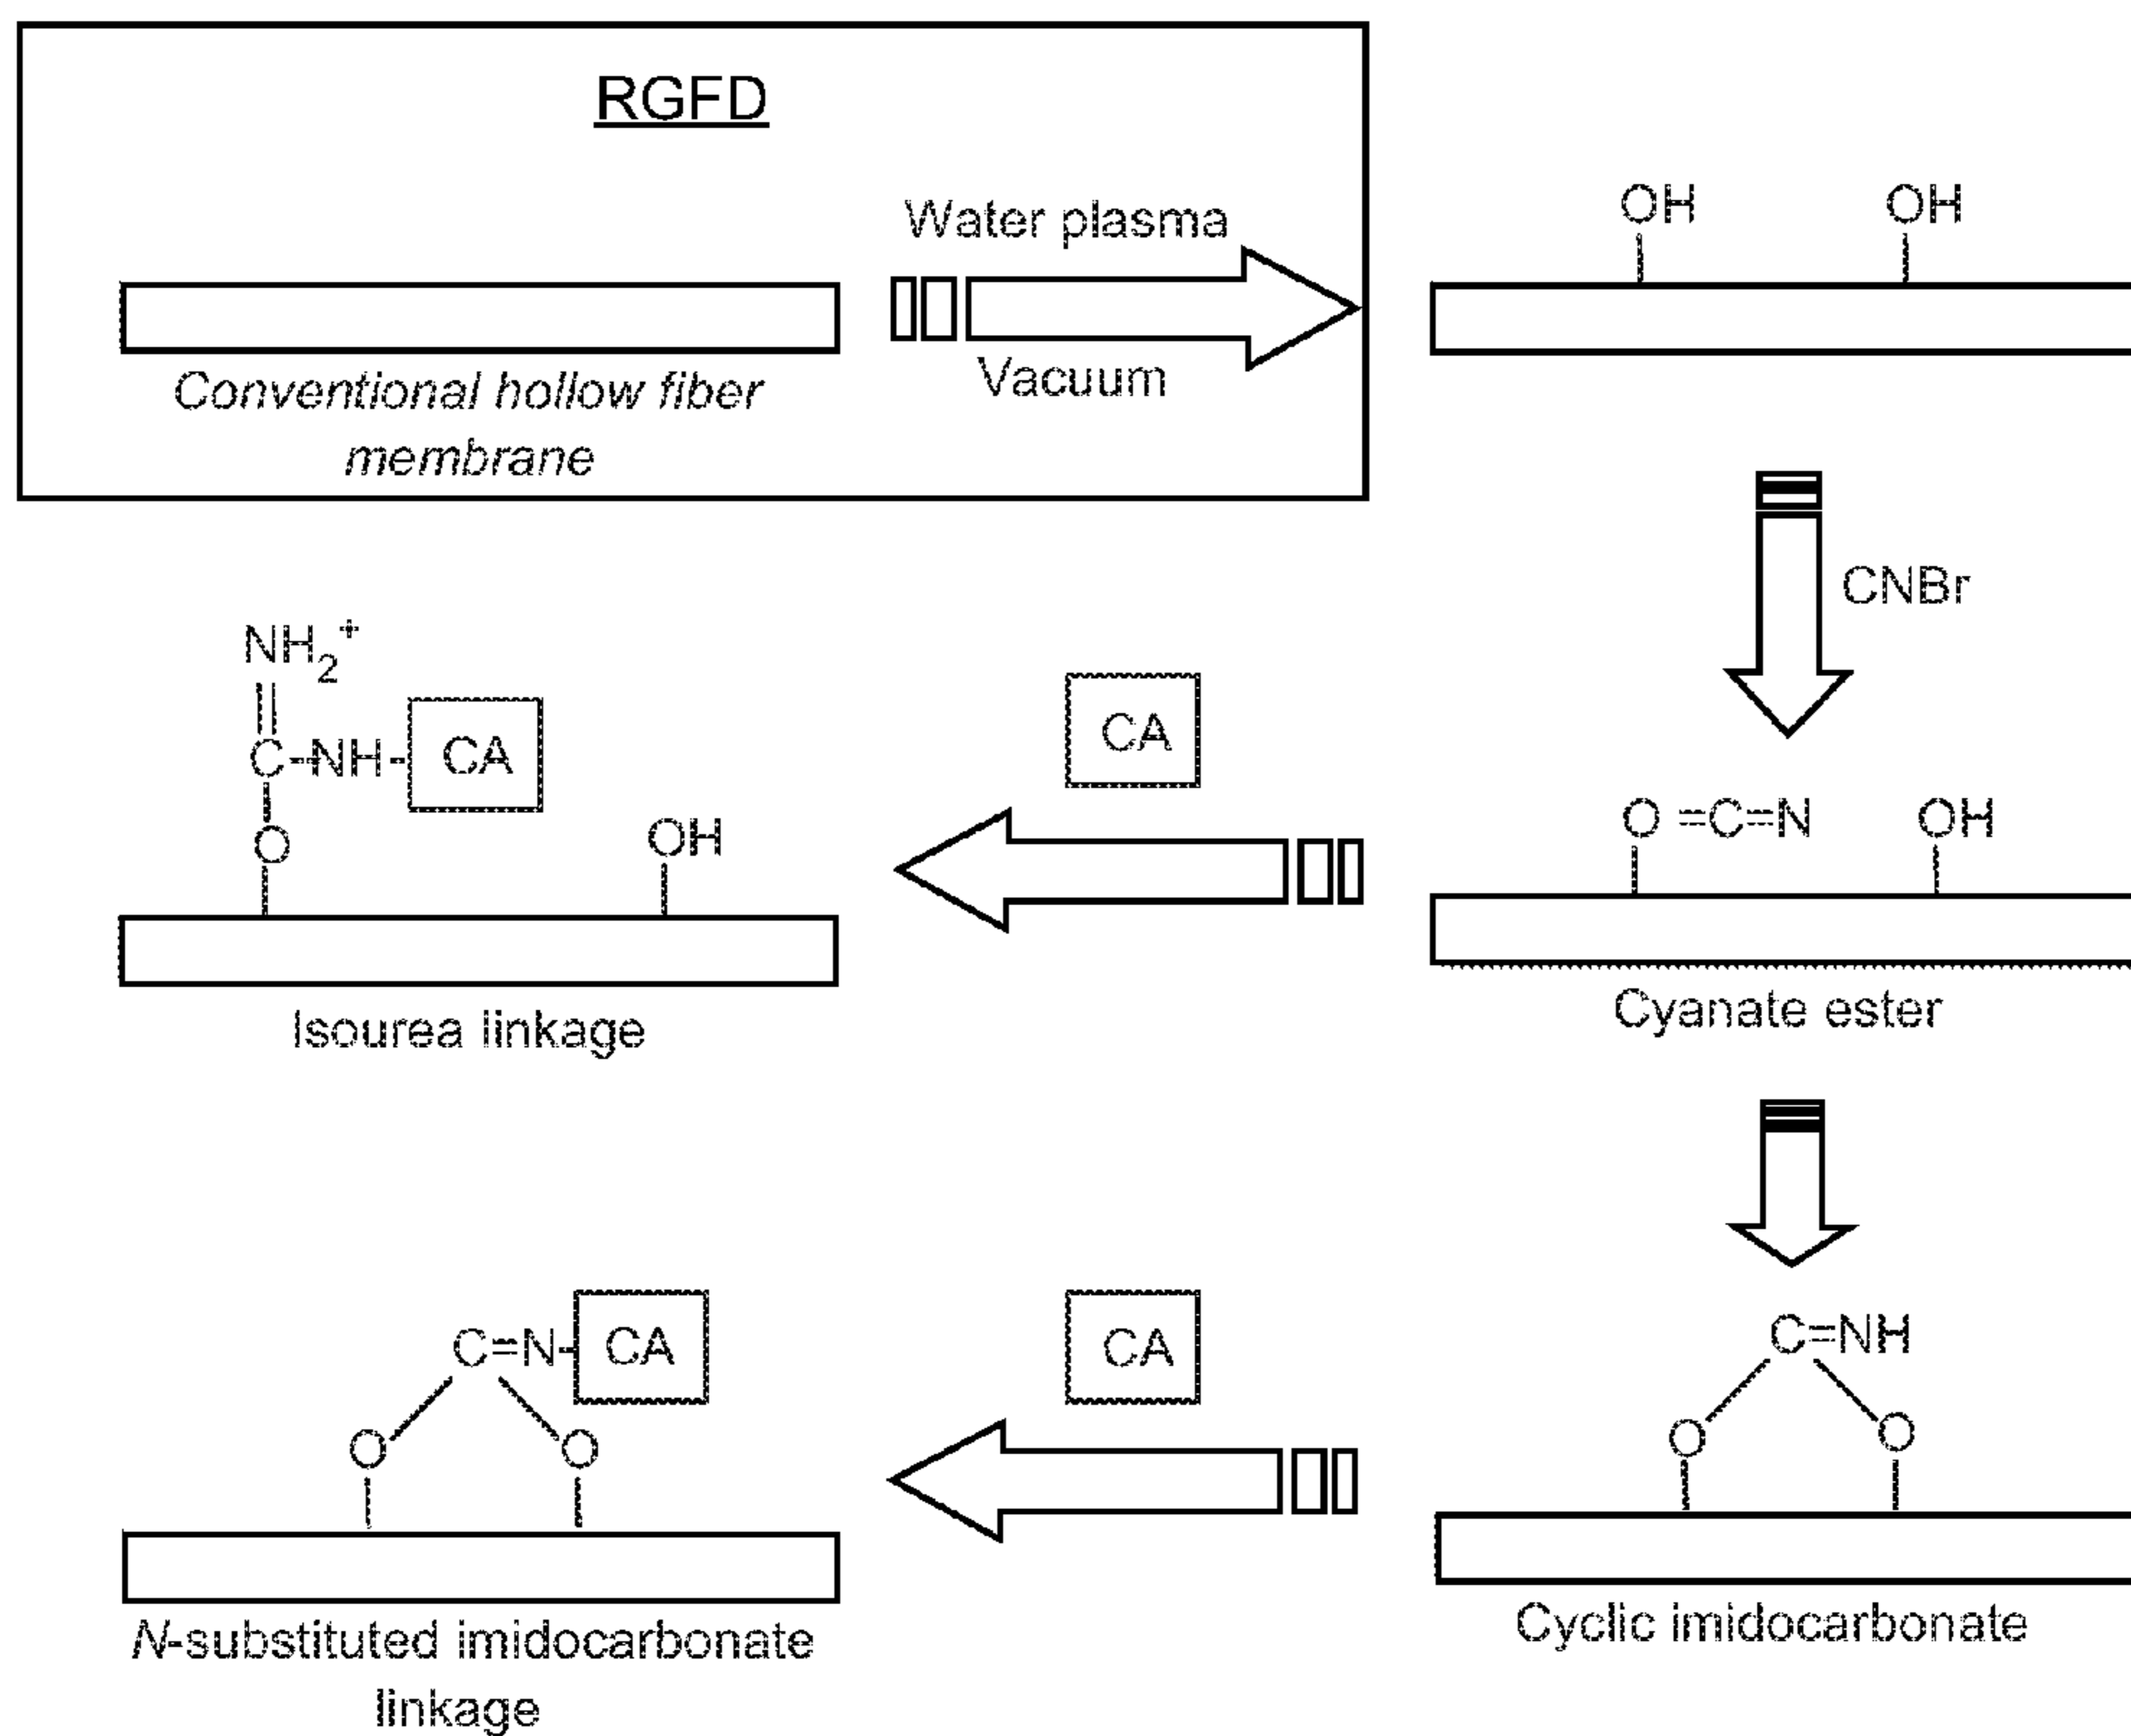 RGFD
Water plasma
Vacuum
Conventional hollow fiber
membrane
OH OH
CNBr
NH2+
C-NH-CA
O
OH
Isourea linkage
CA
O=C=N OH
Cyanate ester
C=N-CA
O O
N-substituted imidocarbonate
linkage
CA
C=NH
O O
Cyclic imidocarbonate